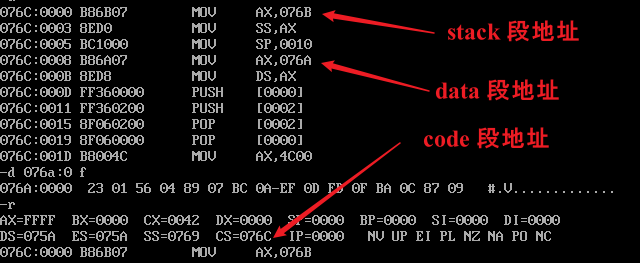 076C:0000 B86B07 MOV AX,076B
076C:0003 8ED0 MOV SS,AX
076C:0005 BC1000 MOV SP,0010
076C:0008 B86A07 MOV AX,076A
076C:000B 8ED8 MOV DS,AX
076C:000D FF360000 PUSH [0000]
076C:0011 FF360200 PUSH [0002]
076C:0015 8F060200 POP [0002]
076C:0019 8F060000 POP [0000]
076C:001D B8004C MOV AX,4C00
-d 076a:0 f
076A:0000 23 01 56 04 89 07 BC 0A-EF 0D ED 0F BA 0C 87 09 #.V.............
-r
AX=FFFF BX=0000 CX=0042 DX=0000 SP=0000 BP=0000 SI=0000 DI=0000
DS=075A ES=075A SS=0769 CS=076C IP=0000 NV UP EI PL NZ NA PO NC
076C:0000 B86B07 MOV AX,076B
stack 段地址
data 段地址
code 段地址